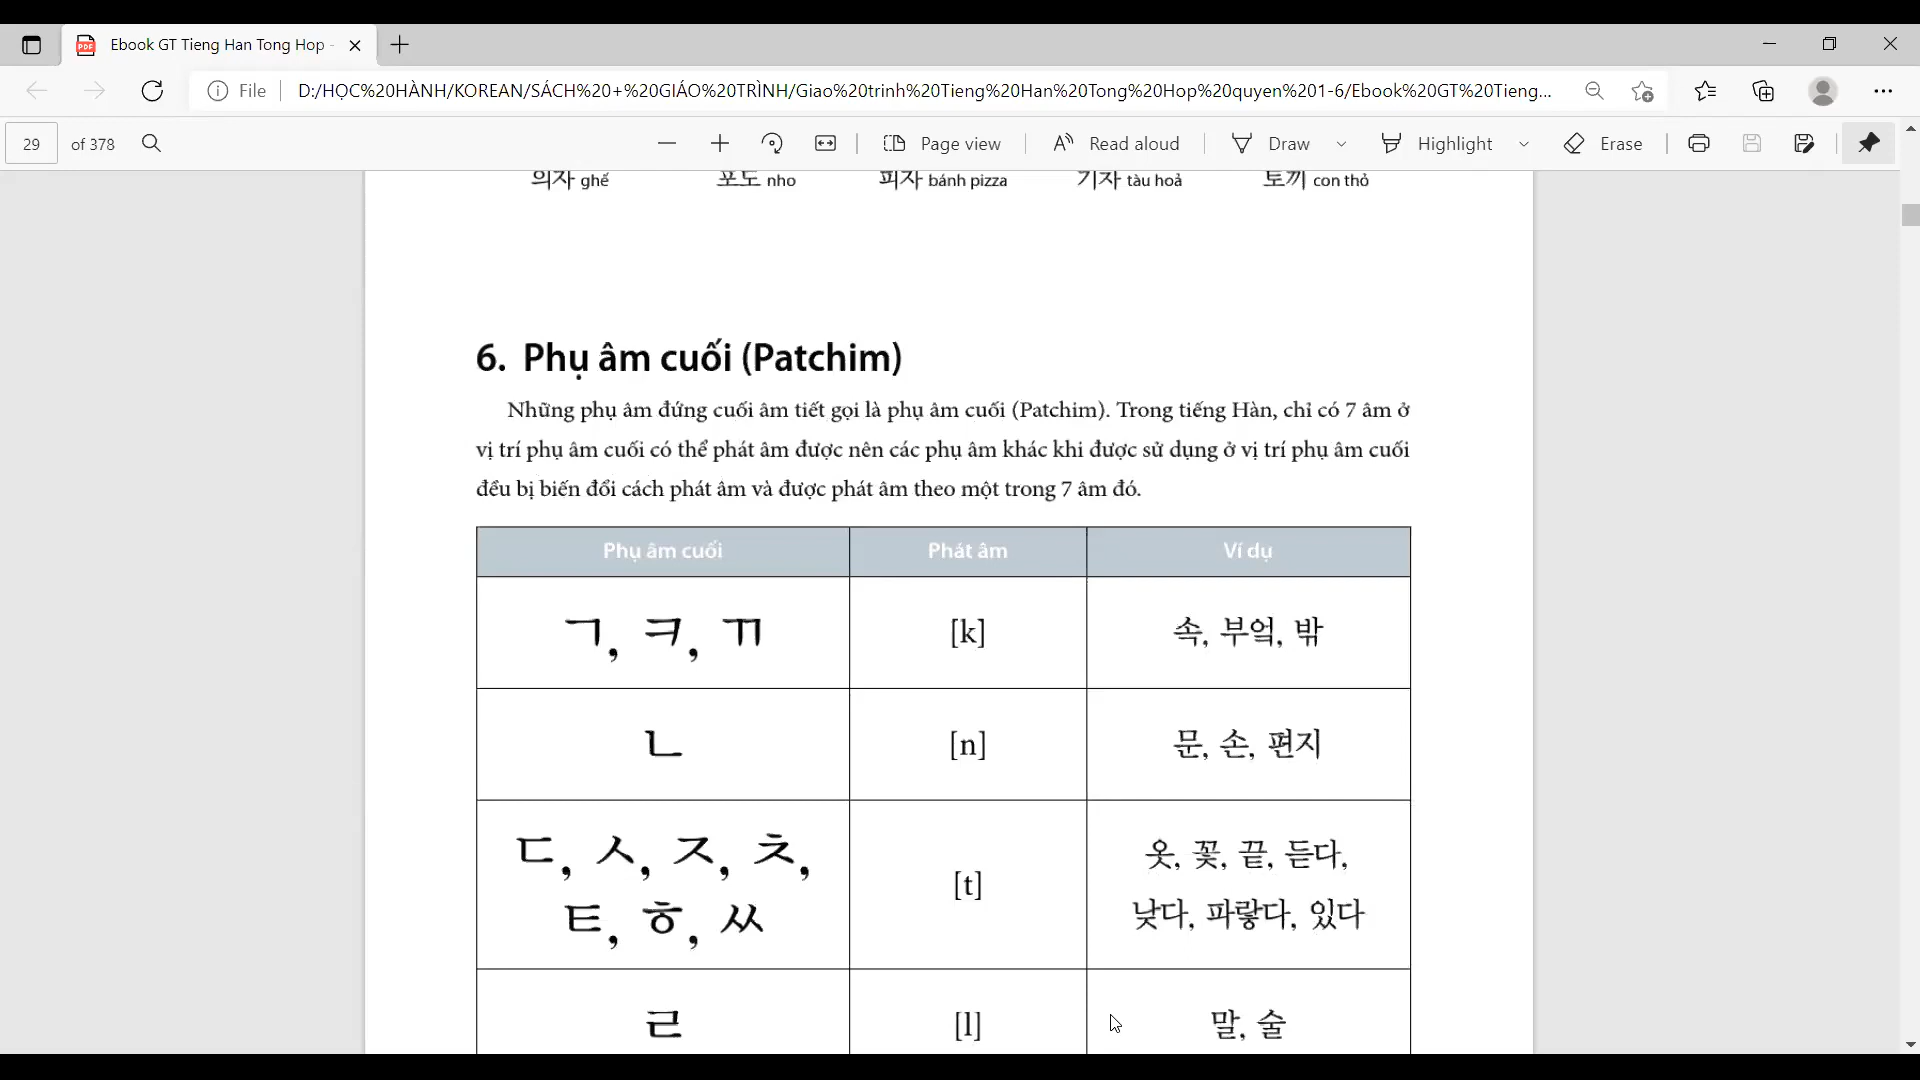 Ebook GT Tieng Han Tong Hop -
File
D:/HỌC%20HÀNH/KOREAN/SÁCH%20+%20GIÁO%20TRÌNH/Giao%20trinh%20Tieng%20Han%20Tong%20Hop%20quyen%201-6/Ebook%20GT%20Tieng...
29 of 378
Page view
Read aloud
Draw
Highlight
Erase
의자 ghế 포도 nho 피자 bánh pizza 기차 tàu hoả 토끼 con thỏ
6. Phụ âm cuối (Patchim)
Những phụ âm đứng cuối âm tiết gọi là phụ âm cuối (Patchim). Trong tiếng Hàn, chỉ có 7 âm ở
vị trí phụ âm cuối có thể phát âm được nên các phụ âm khác khi được sử dụng ở vị trí phụ âm cuối
đều bị biến đổi cách phát âm và được phát âm theo một trong 7 âm đó.
Phụ âm cuối Phát âm Ví dụ
ㄱ, ㅋ, ㄲ [k] 속, 부엌, 밖
ㄴ [n] 문, 손, 편지
ㄷ, ㅅ, ㅈ, ㅊ,
ㅌ, ㅎ, ㅆ
[t]
옷, 꽃, 끝, 듣다,
낮다, 파랗다, 있다
ㄹ [l] 말, 술